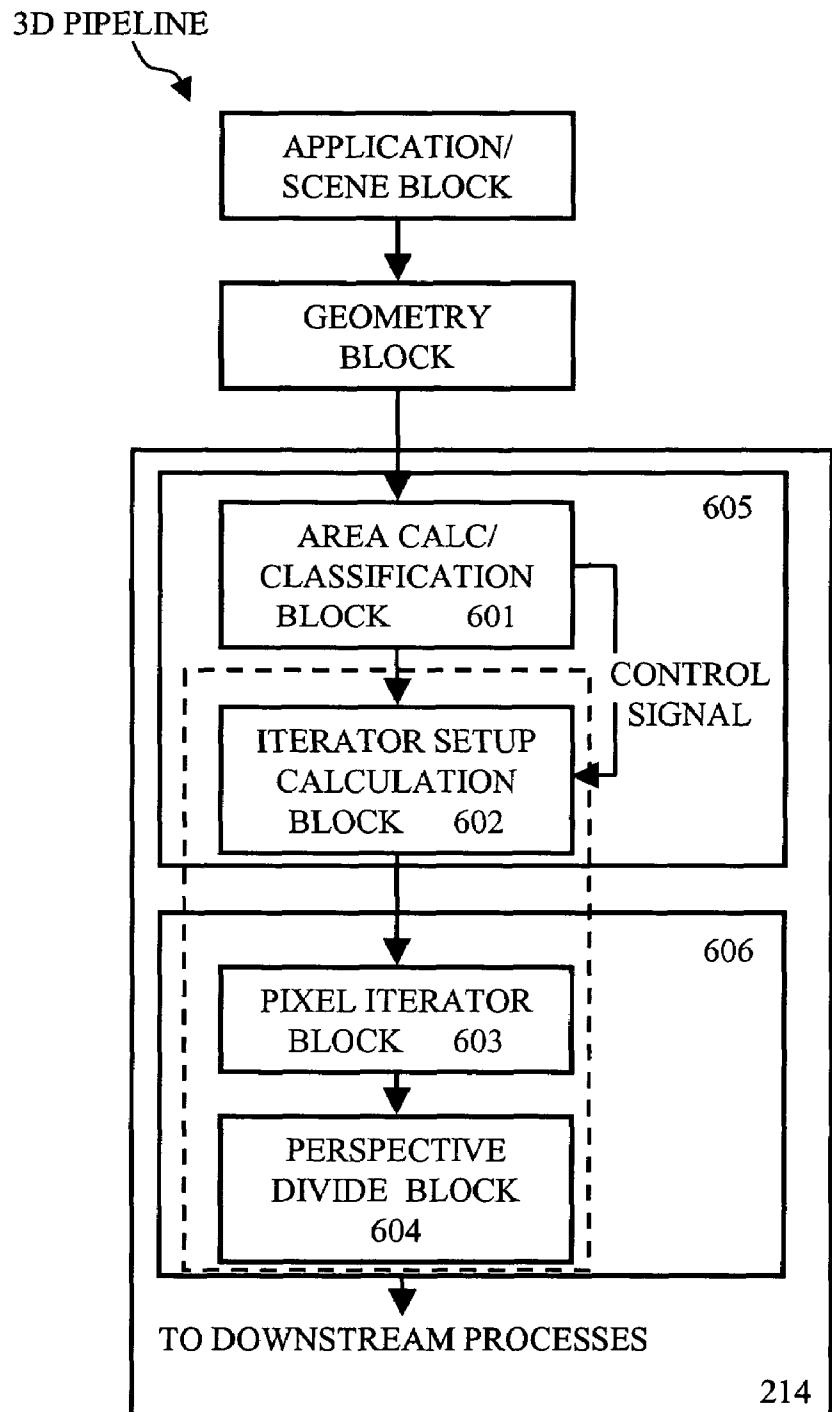 3D PIPELINE
APPLICATION/
SCENE BLOCK
GEOMETRY
BLOCK
605
AREA CALC/
CLASSIFICATION
BLOCK 601
CONTROL
SIGNAL
ITERATOR SETUP
CALCULATION
BLOCK 602
606
PIXEL ITERATOR
BLOCK 603
PERSPECTIVE
DIVIDE BLOCK
604
TO DOWNSTREAM PROCESSES
214